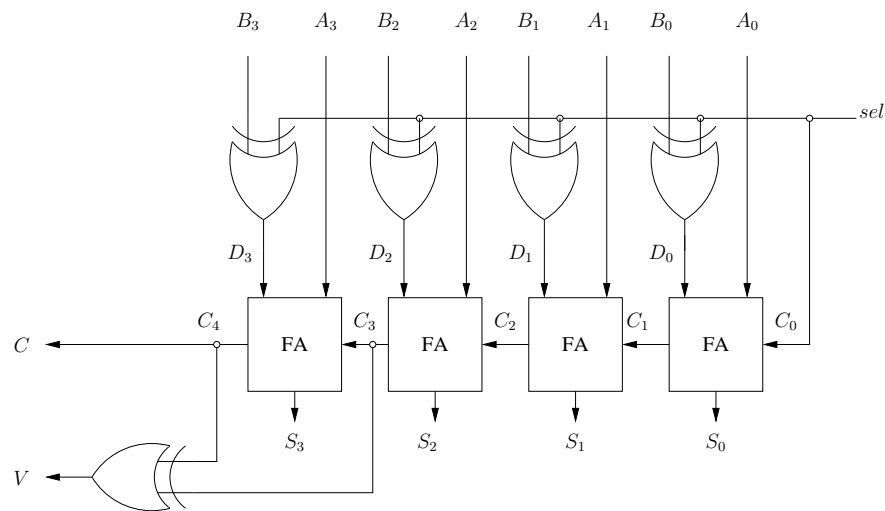 B₃ A₃ B₂ A₂ B₁ A₁ B₀ A₀
sel
D₃ D₂ D₁ D₀
C₄ C₃ C₂ C₁ C₀
C FA FA FA FA
S₃ S₂ S₁ S₀
V